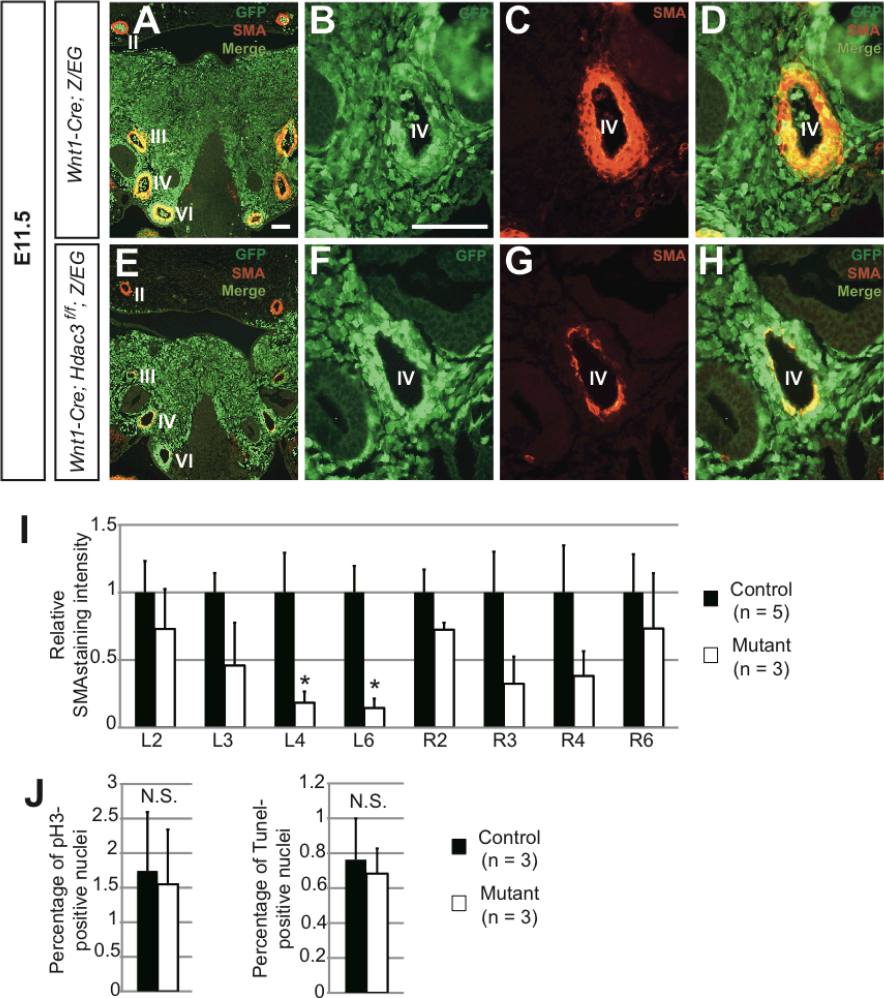 E11.5
Wnt1-Cre; Z/EG
A
GFP
SMA
Merge
II
III
IV
VI
B
GFP
IV
C
SMA
IV
D
GFP
SMA
Merge
IV
Wnt1-Cre; Hdac3 f/f; Z/EG
E
GFP
SMA
Merge
II
III
IV
VI
F
GFP
IV
G
SMA
IV
H
GFP
SMA
Merge
IV
I
Relative
SMAstaining intensity
1.5
1
0.5
0
*
*
L2 L3 L4 L6 R2 R3 R4 R6
Control
(n = 5)
Mutant
(n = 3)
J
Percentage of pH3-
positive nuclei
3
2.5
2
1.5
1
0.5
0
N.S.
Percentage of Tunel-
positive nuclei
1.2
1
0.8
0.6
0.4
0.2
0
N.S.
Control
(n = 3)
Mutant
(n = 3)